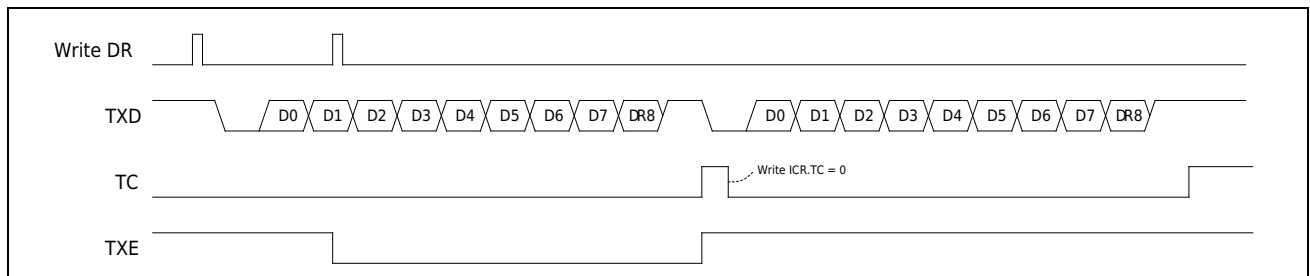 Write DR
TXD D0 D1 D2 D3 D4 D5 D6 D7 DR8 D0 D1 D2 D3 D4 D5 D6 D7 DR8
Write ICR.TC = 0
TC
TXE